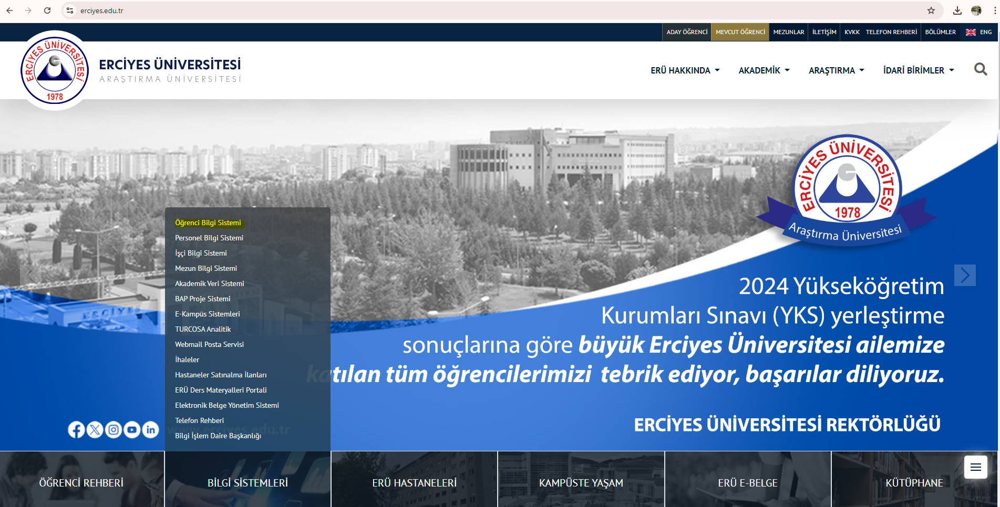 erciyes.edu.tr
ADAY ÖĞRENCİ
MEVCUT ÖĞRENCİ
MEZUNLAR
İLETİŞİM
KVKK
TELEFON REHBERİ
BÖLÜMLER
ENG
ERCİYES ÜNİVERSİTESİ
1978
ERCİYES ÜNİVERSİTESİ
ARAŞTIRMA ÜNİVERSİTESİ
ERÜ HAKKINDA
AKADEMİK
ARAŞTIRMA
İDARİ BİRİMLER
ERCİYES ÜNİVERSİTESİ
1978
Araştırma Üniversitesi
Öğrenci Bilgi Sistemi
Personel Bilgi Sistemi
İşçi Bilgi Sistemi
Mezun Bilgi Sistemi
Akademik Veri Sistemi
BAP Proje Sistemi
E-Kampüs Sistemleri
TURCOSA Analitik
Webmail Posta Servisi
İhaleler
Hastaneler Satınalma İlanları
ERÜ Ders Materyalleri Portali
Elektronik Belge Yönetim Sistemi
Telefon Rehberi
Bilgi İşlem Daire Başkanlığı
2024 Yükseköğretim
Kurumları Sınavı (YKS) yerleştirme
sonuçlarına göre büyük Erciyes Üniversitesi ailemize
katılan tüm öğrencilerimizi tebrik ediyor, başarılar diliyoruz.
ERCİYES ÜNİVERSİTESİ REKTÖRLÜĞÜ
www.erciyes.edu.tr
ÖĞRENCİ REHBERİ
BİLGİ SİSTEMLERİ
ERÜ HASTANELERİ
KAMPÜSTE YAŞAM
ERÜ E-BELGE
KÜTÜPHANE